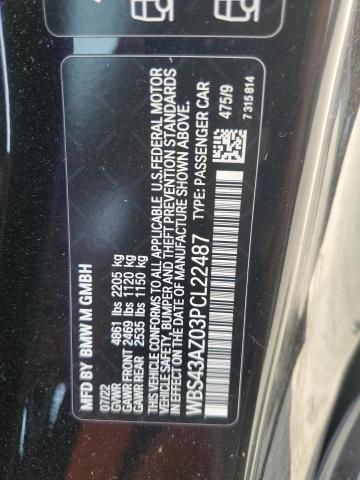 MFD BY BMW M GMBH
07/22
GVWR 4861 lbs 2205 kg
GAWR FRONT 2469 lbs 1120 kg
GAWR REAR 2535 lbs 1150 kg
THIS VEHICLE CONFORMS TO ALL APPLICABLE U.S.FEDERAL MOTOR
SAFETY, BUMPER AND THEFT PREVENTION STANDARDS
IN EFFECT ON THE DATE OF MANUFACTURE
SHOWN ABOVE.
WBS43AZ03PCL22487 TYPE: PASSENGER CAR
475/9
7 315 814